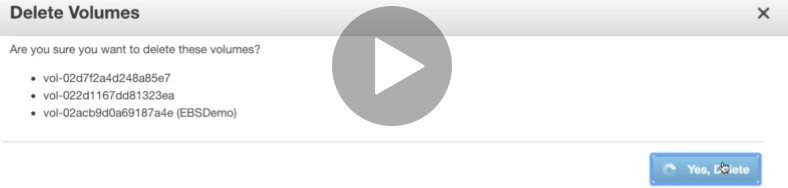 Delete Volumes
Are you sure you want to delete these volumes?
vol-02d7f2a4d248a85e7
vol-022d1167dd81323ea
vol-02acb9d0a69187a4e (EBSDemo)
Yes, Delete